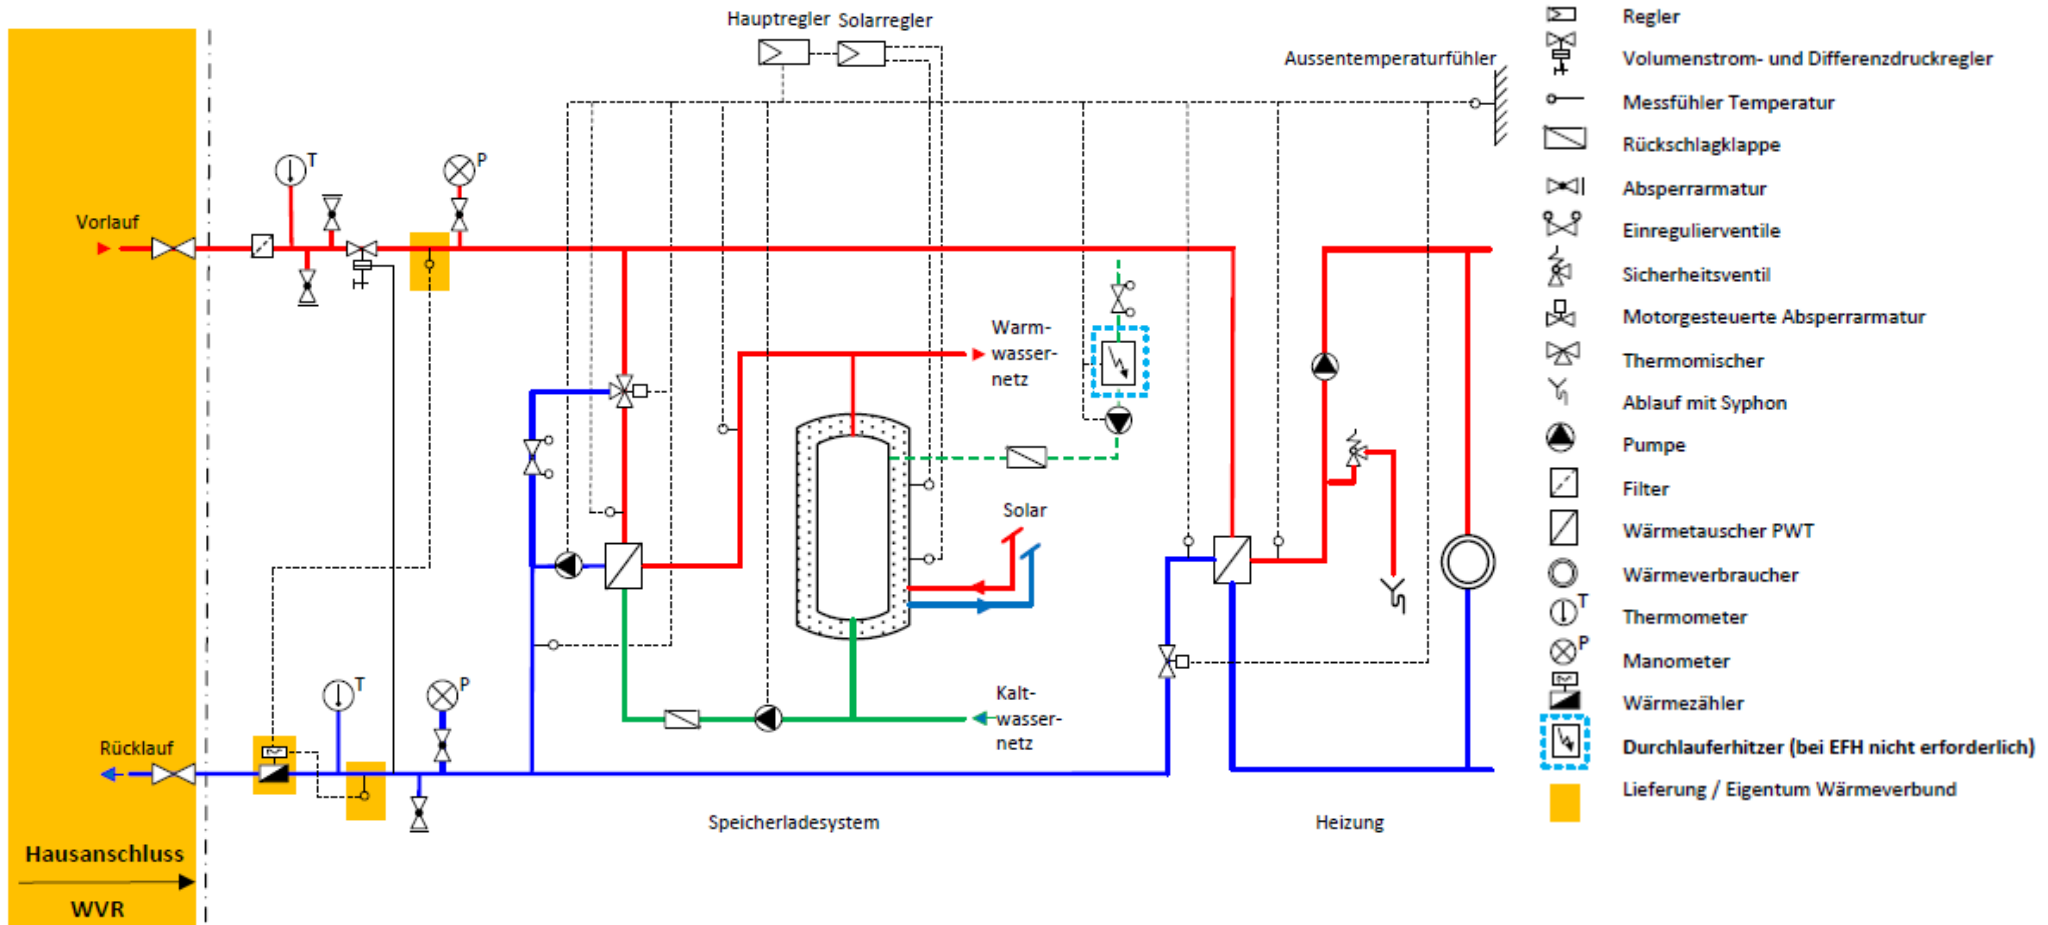 Hauptregler Solarregler
Aussentemperaturfühler
T
P
Vorlauf
Warm-
wasser-
netz
Solar
T
P
Kalt-
wasser-
netz
Rücklauf
Speicherladesystem
Heizung
Hausanschluss
WVR
Regler
Volumenstrom- und Differenzdruckregler
Messfühler Temperatur
Rückschlagklappe
Absperrarmatur
Einregulierventile
Sicherheitsventil
Motorgesteuerte Absperrarmatur
Thermomischer
Ablauf mit Syphon
Pumpe
Filter
Wärmetauscher PWT
Wärmeverbraucher
T
Thermometer
P
Manometer
Wärmezähler
Durchlauferhitzer (bei EFH nicht erforderlich)
Lieferung / Eigentum Wärmeverbund